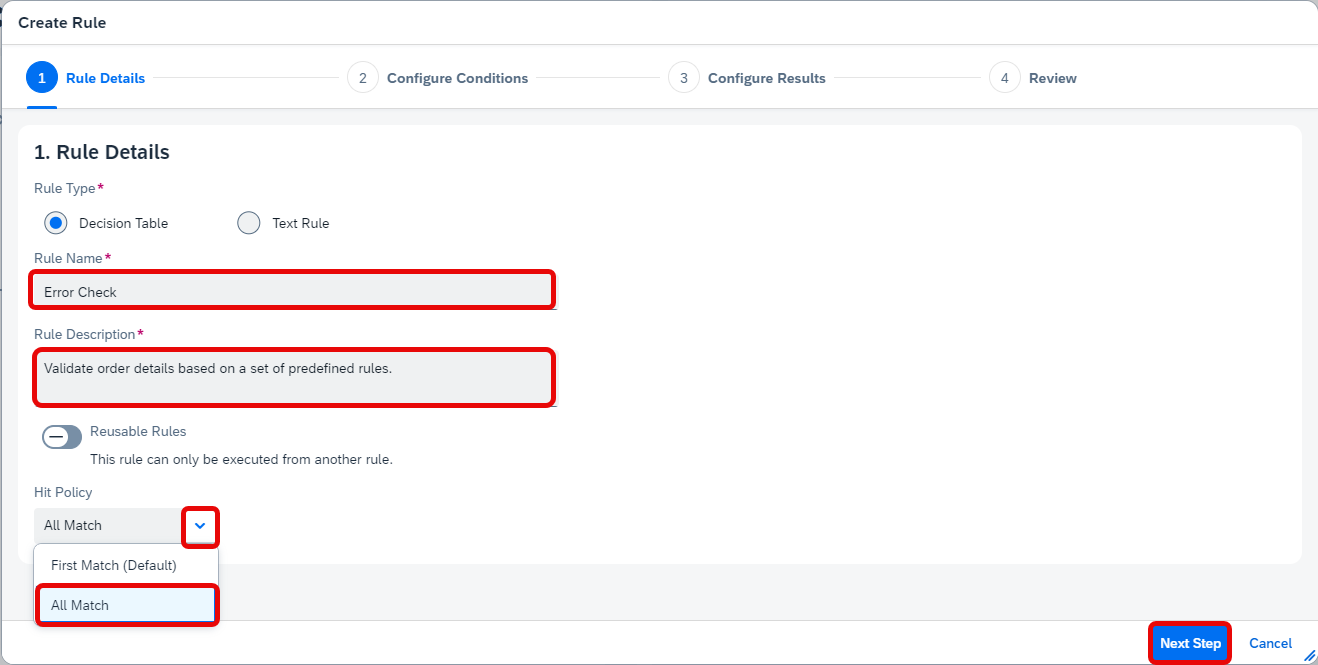 Create Rule
1 Rule Details
2 Configure Conditions
3 Configure Results
4 Review
1. Rule Details
Rule Type*
Decision Table
Text Rule
Rule Name*
Error Check
Rule Description*
Validate order details based on a set of predefined rules.
Reusable Rules
This rule can only be executed from another rule.
Hit Policy
All Match
First Match (Default)
All Match
Next Step
Cancel